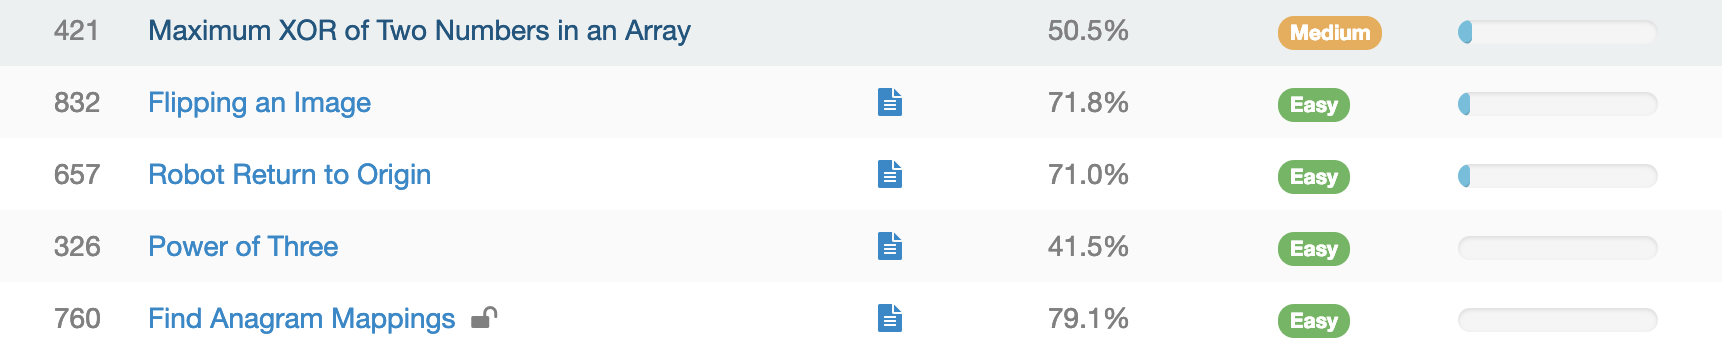 421 Maximum XOR of Two Numbers in an Array 50.5% Medium
832 Flipping an Image 71.8% Easy
657 Robot Return to Origin 71.0% Easy
326 Power of Three 41.5% Easy
760 Find Anagram Mappings 79.1% Easy